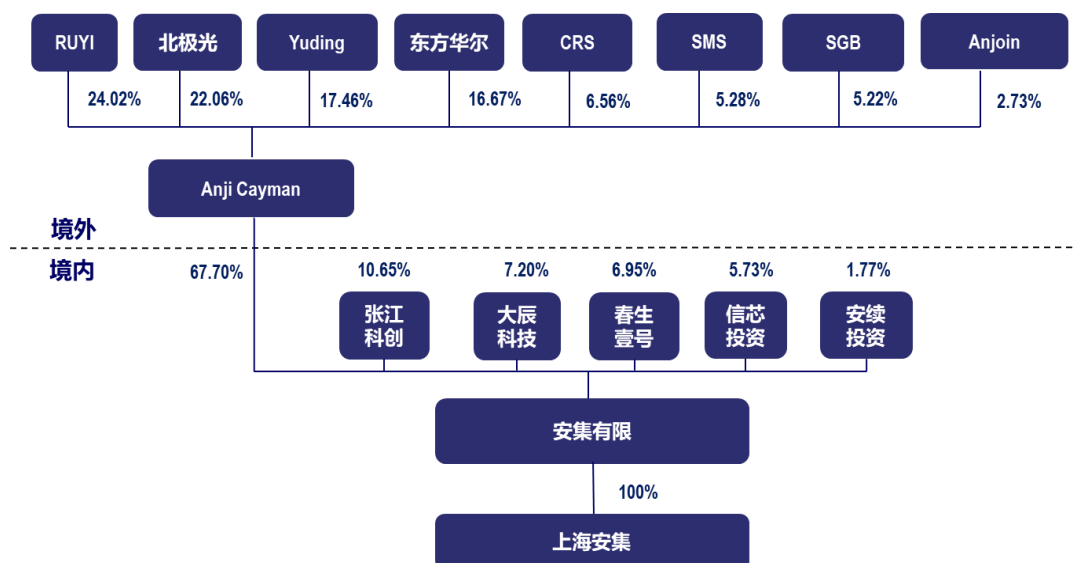 RUYI
北极光
Yuding
东方华尔
CRS
SMS
SGB
Anjoin
24.02%
22.06%
17.46%
16.67%
6.56%
5.28%
5.22%
2.73%
Anji Cayman
境外
境内
67.70%
10.65%
7.20%
6.95%
5.73%
1.77%
张江
科创
大辰
科技
春生
壹号
信芯
投资
安续
投资
安集有限
100%
上海安集